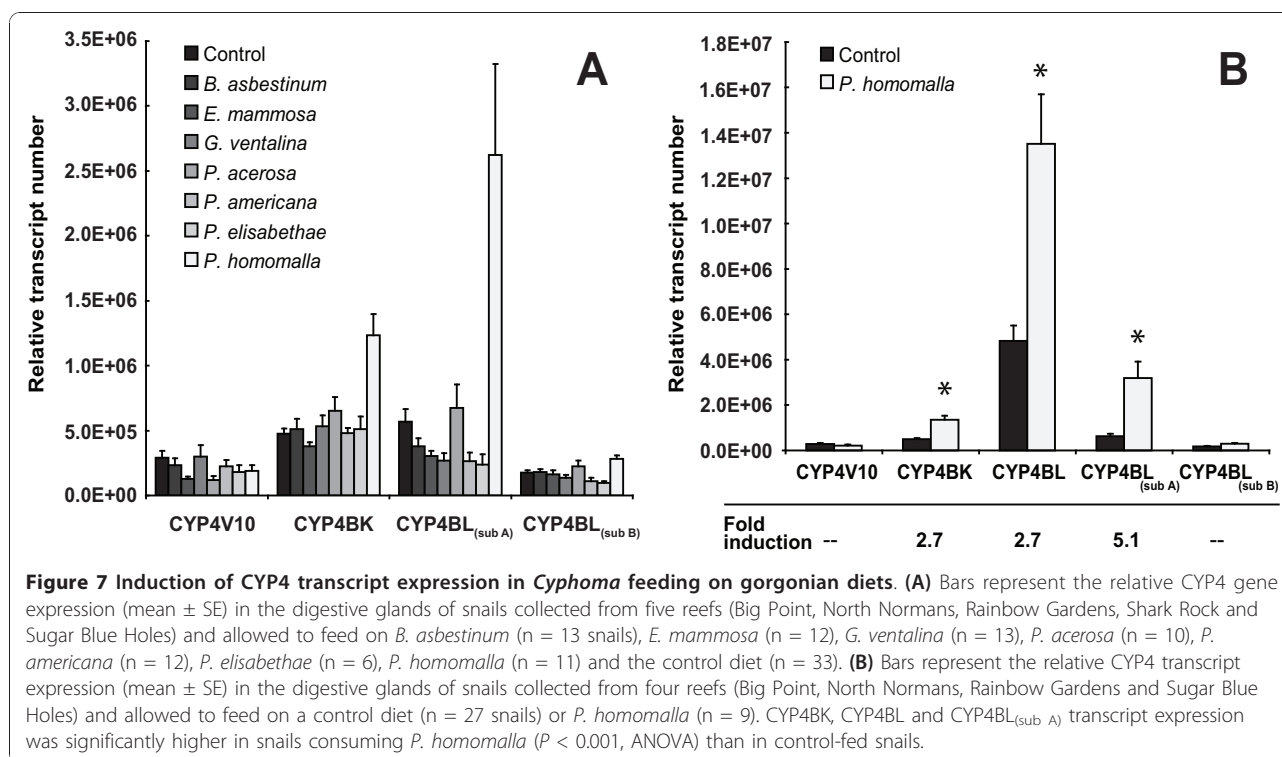 3.5E+06
3.0E+06
2.5E+06
2.0E+06
1.5E+06
1.0E+06
5.0E+05
0.0E+00
Relative transcript number
Control
B. asbestinum
E. mammosa
G. ventalina
P. acerosa
P. americana
P. elisabethae
P. homomalla
A
CYP4V10 CYP4BK CYP4BL(sub A) CYP4BL(sub B)
1.8E+07
1.6E+07
1.4E+07
1.2E+07
1.0E+07
8.0E+06
6.0E+06
4.0E+06
2.0E+06
0.0E+00
Relative transcript number
Control
P. homomalla
B
*
*
*
CYP4V10 CYP4BK CYP4BL CYP4BL(sub A) CYP4BL(sub B)
Fold
induction -- 2.7 2.7 5.1 --
Figure 7 Induction of CYP4 transcript expression in Cyphoma feeding on gorgonian diets. (A) Bars represent the relative CYP4 gene
expression (mean ± SE) in the digestive glands of snails collected from five reefs (Big Point, North Normans, Rainbow Gardens, Shark Rock and
Sugar Blue Holes) and allowed to feed on B. asbestinum (n = 13 snails), E. mammosa (n = 12), G. ventalina (n = 13), P. acerosa (n = 10), P.
americana (n = 12), P. elisabethae (n = 6), P. homomalla (n = 11) and the control diet (n = 33). (B) Bars represent the relative CYP4 transcript
expression (mean ± SE) in the digestive glands of snails collected from four reefs (Big Point, North Normans, Rainbow Gardens and Sugar Blue
Holes) and allowed to feed on a control diet (n = 27 snails) or P. homomalla (n = 9). CYP4BK, CYP4BL and CYP4BL(sub A) transcript expression
was significantly higher in snails consuming P. homomalla (P < 0.001, ANOVA) than in control-fed snails.